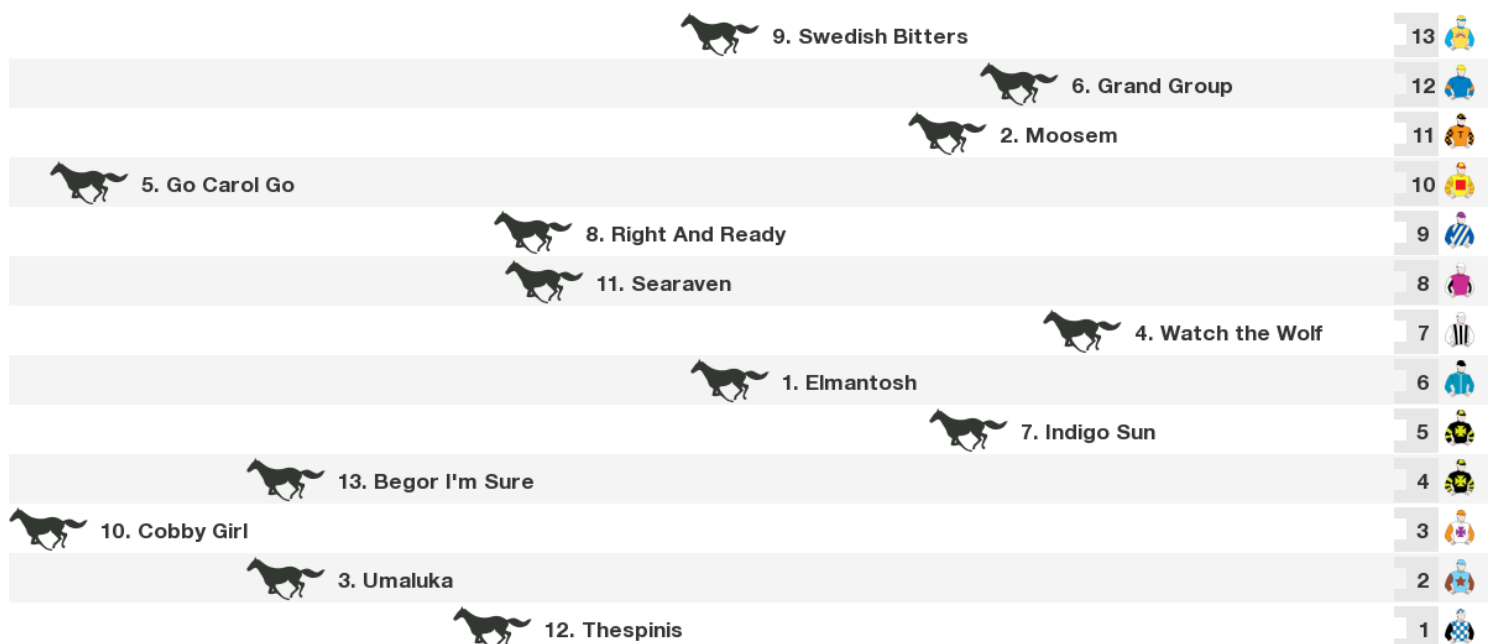 9. Swedish Bitters 13
6. Grand Group 12
2. Moosem 11
5. Go Carol Go 10
8. Right And Ready 9
11. Searaven 8
4. Watch the Wolf 7
1. Elmantosh 6
7. Indigo Sun 5
13. Begor I'm Sure 4
10. Cobby Girl 3
3. Umaluka 2
12. Thespinis 1